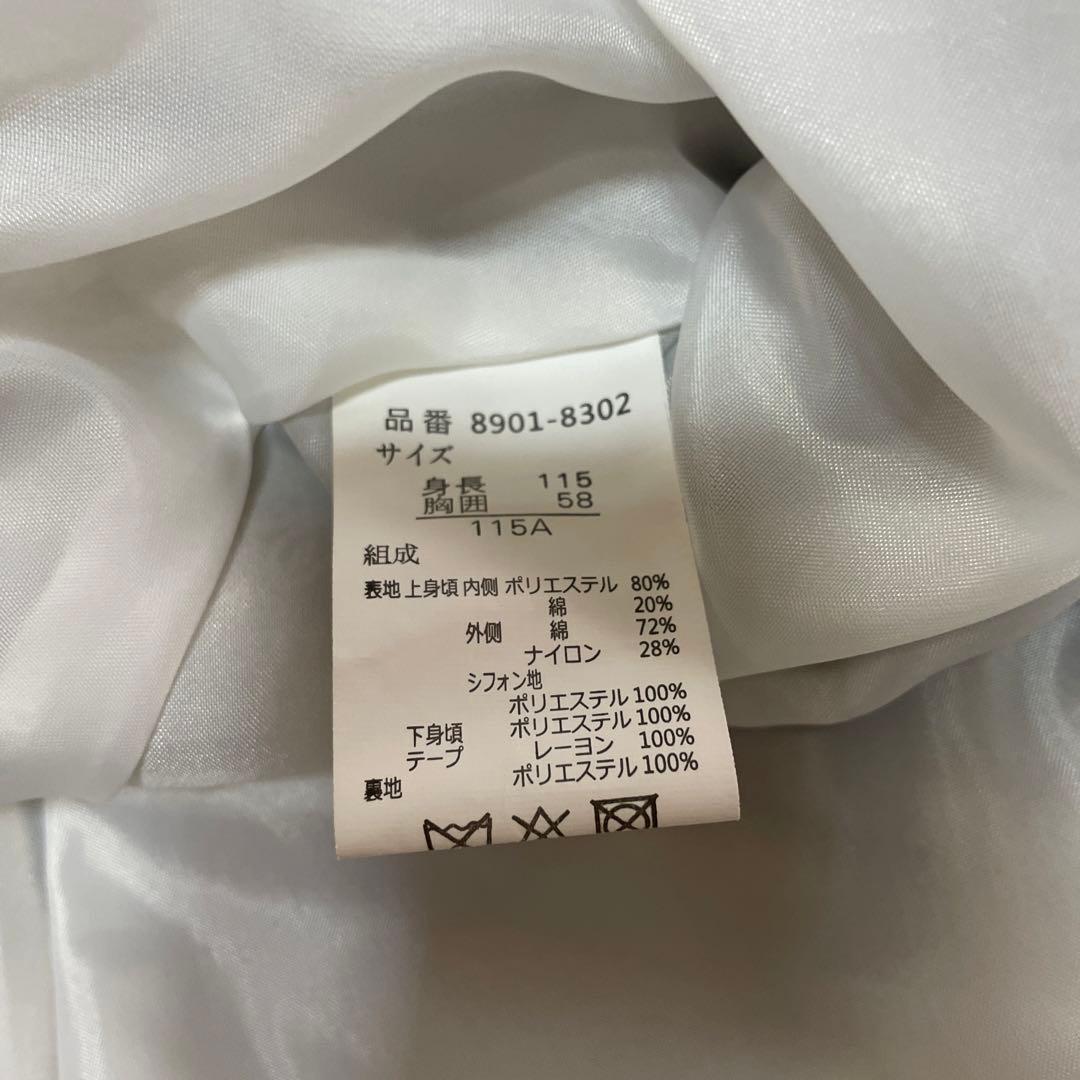 品番 8901-8302
サイズ
身長 115
胸囲 58
115A
組成
表地 上身頃 内側 ポリエステル 80%
綿 20%
外側 綿 72%
ナイロン 28%
シフォン地
ポリエステル 100%
下身頃 ポリエステル 100%
テープ レーヨン 100%
裏地 ポリエステル 100%